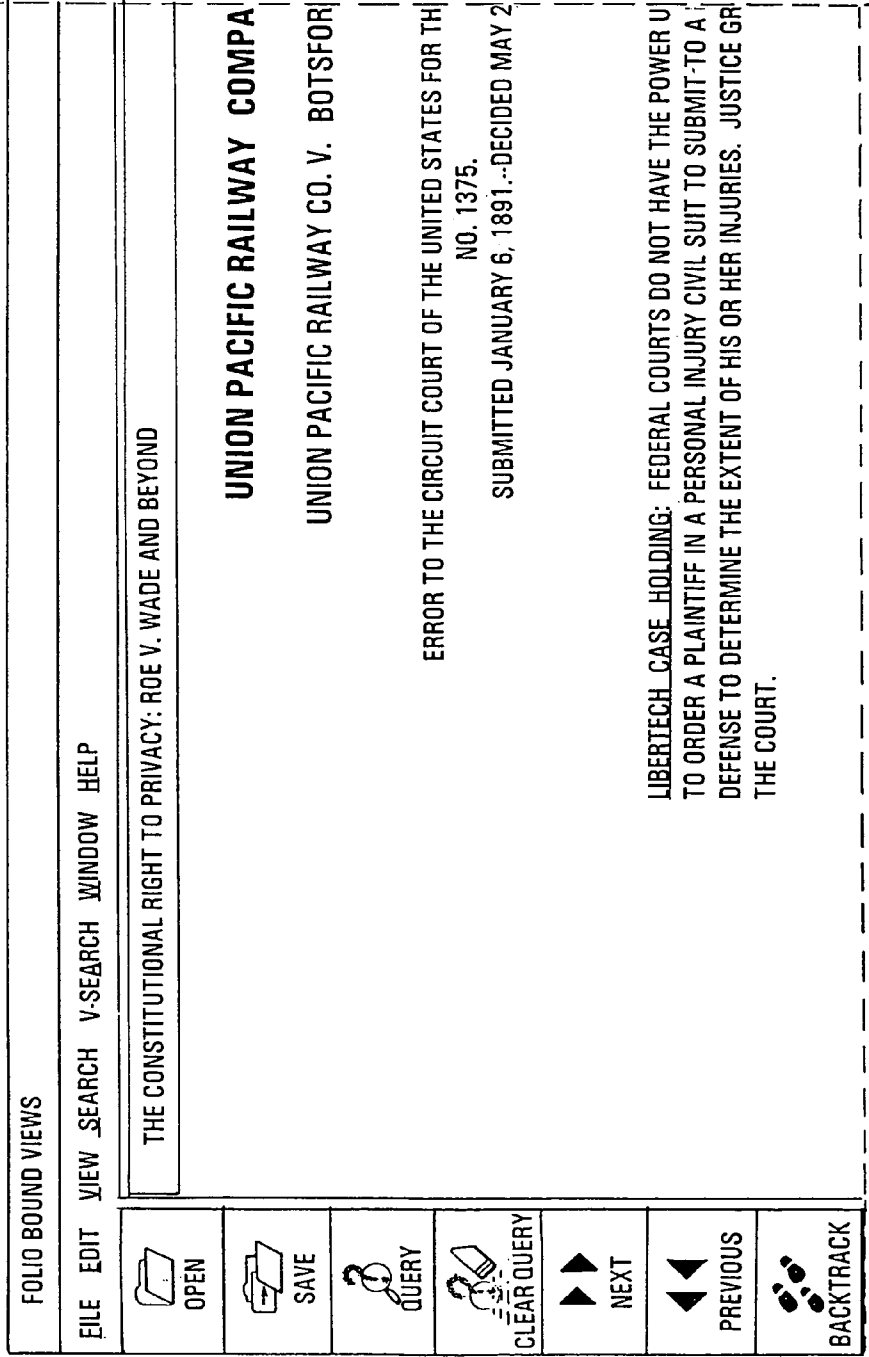 FOLIO BOUND VIEWS
FILE EDIT VIEW SEARCH V-SEARCH WINDOW HELP
OPEN
SAVE
QUERY
CLEAR QUERY
NEXT
PREVIOUS
BACKTRACK
THE CONSTITUTIONAL RIGHT TO PRIVACY: ROE V. WADE AND BEYOND
UNION PACIFIC RAILWAY COMPA
UNION PACIFIC RAILWAY CO. V. BOTSFOR
ERROR TO THE CIRCUIT COURT OF THE UNITED STATES FOR TH
NO. 1375.
SUBMITTED JANUARY 6, 1891.--DECIDED MAY 2
LIBERTECH CASE HOLDING: FEDERAL COURTS DO NOT HAVE THE POWER U
TO ORDER A PLAINTIFF IN A PERSONAL INJURY CIVIL SUIT TO SUBMIT-TO A
DEFENSE TO DETERMINE THE EXTENT OF HIS OR HER INJURIES. JUSTICE GR
THE COURT.